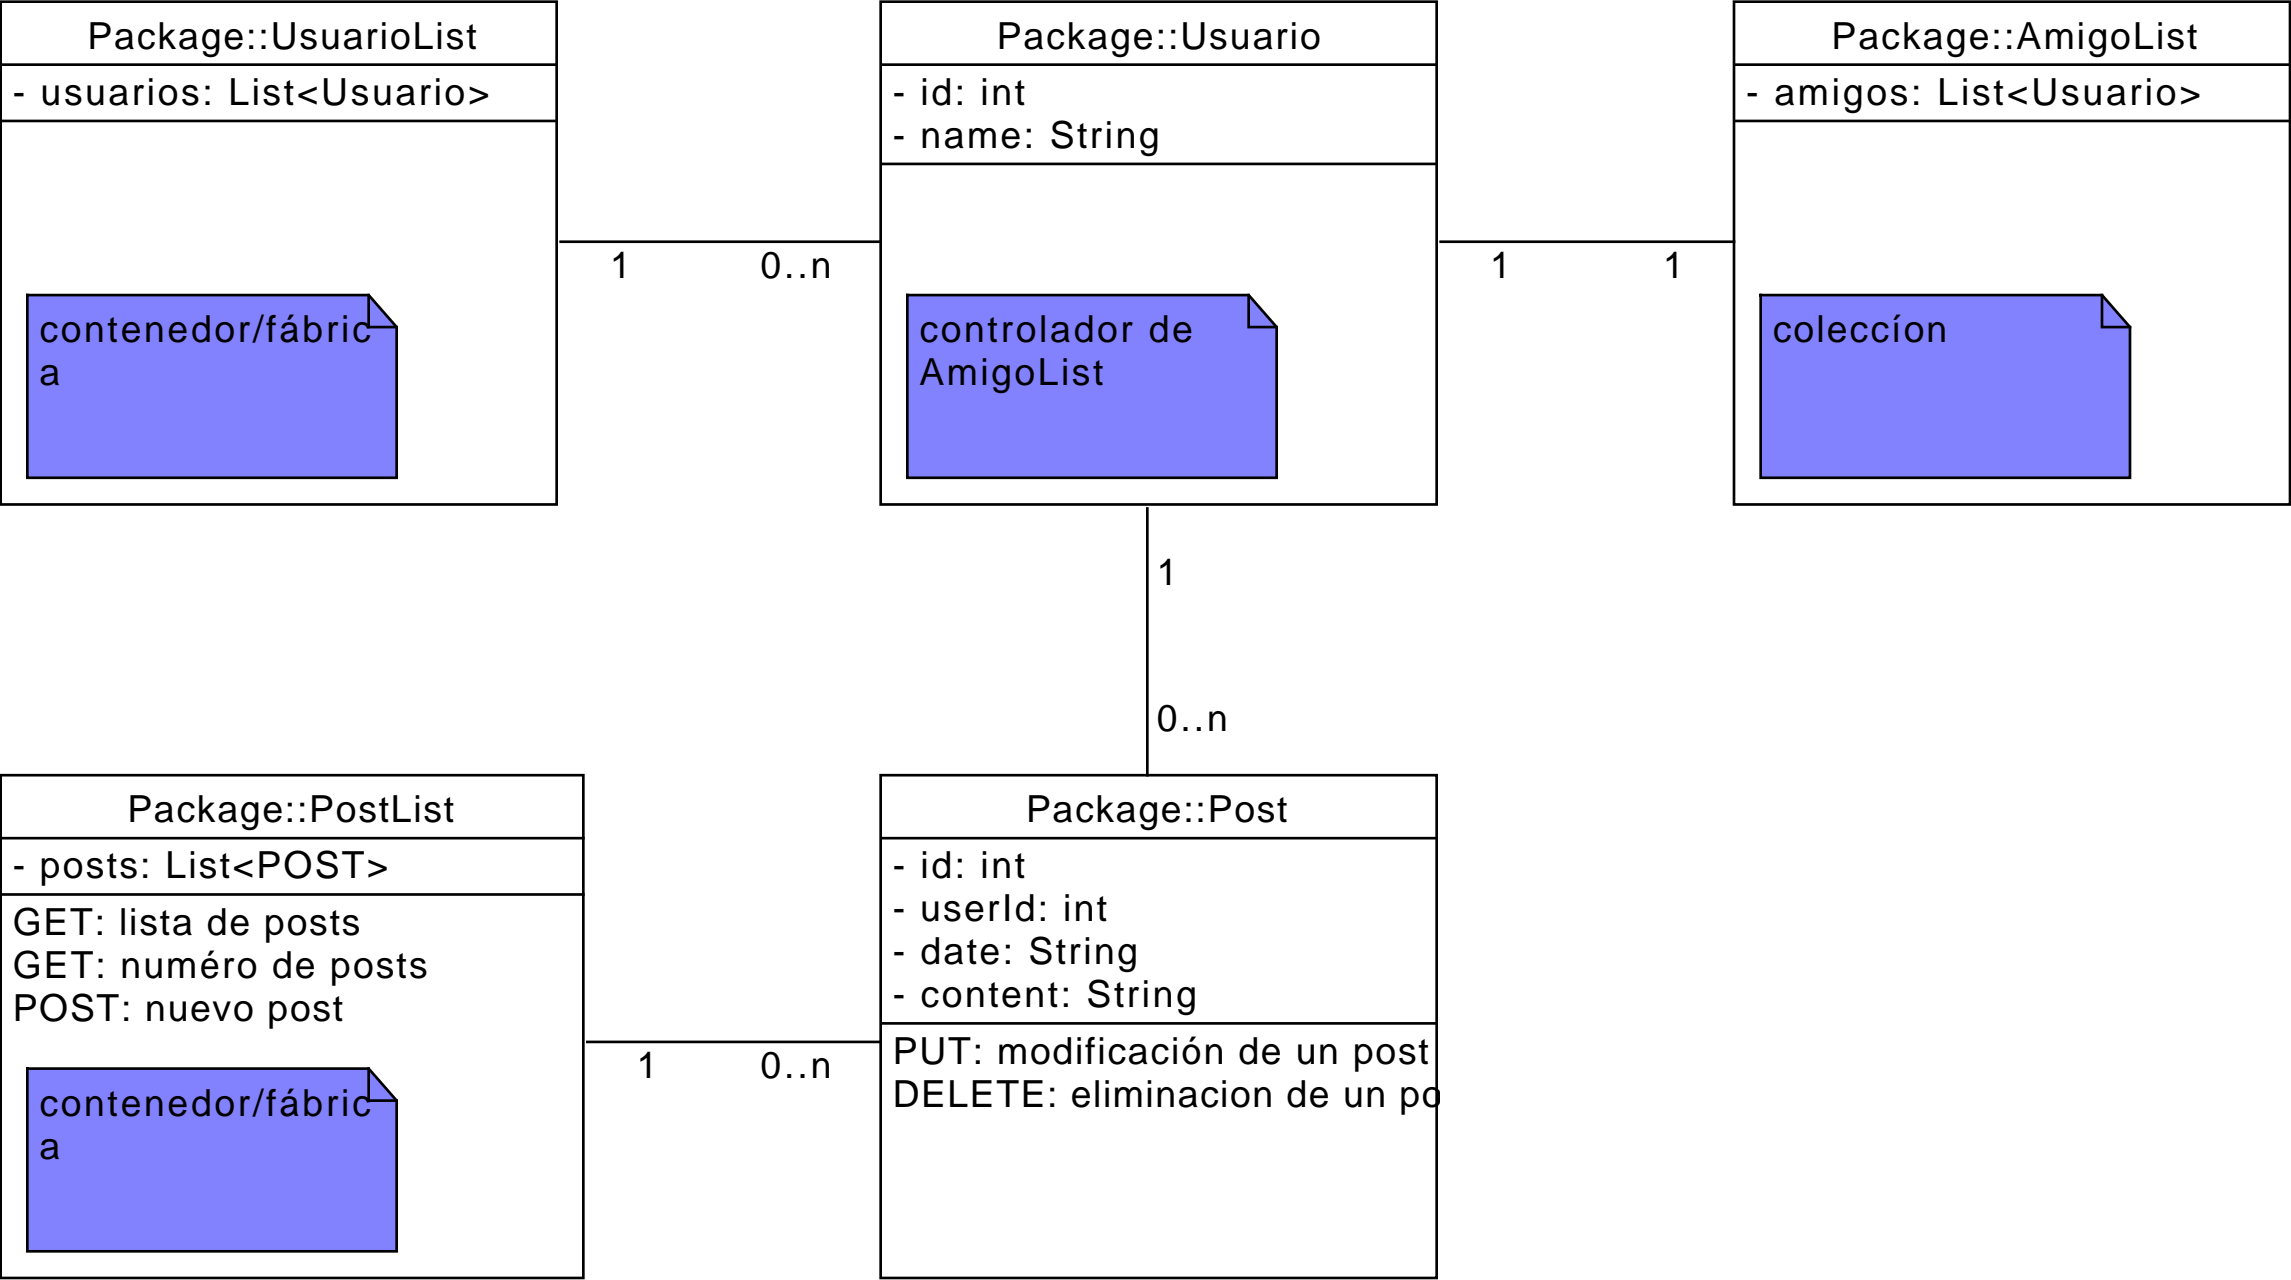 Package::UsuarioList
- usuarios: List<Usuario>
contenedor/fábric
a
1
0..n
Package::Usuario
- id: int
- name: String
controlador de
AmigoList
1
1
Package::AmigoList
- amigos: List<Usuario>
coleccíon
1
0..n
Package::PostList
- posts: List<POST>
GET: lista de posts
GET: numéro de posts
POST: nuevo post
contenedor/fábric
a
1
0..n
Package::Post
- id: int
- userId: int
- date: String
- content: String
PUT: modificación de un post
DELETE: eliminacion de un po